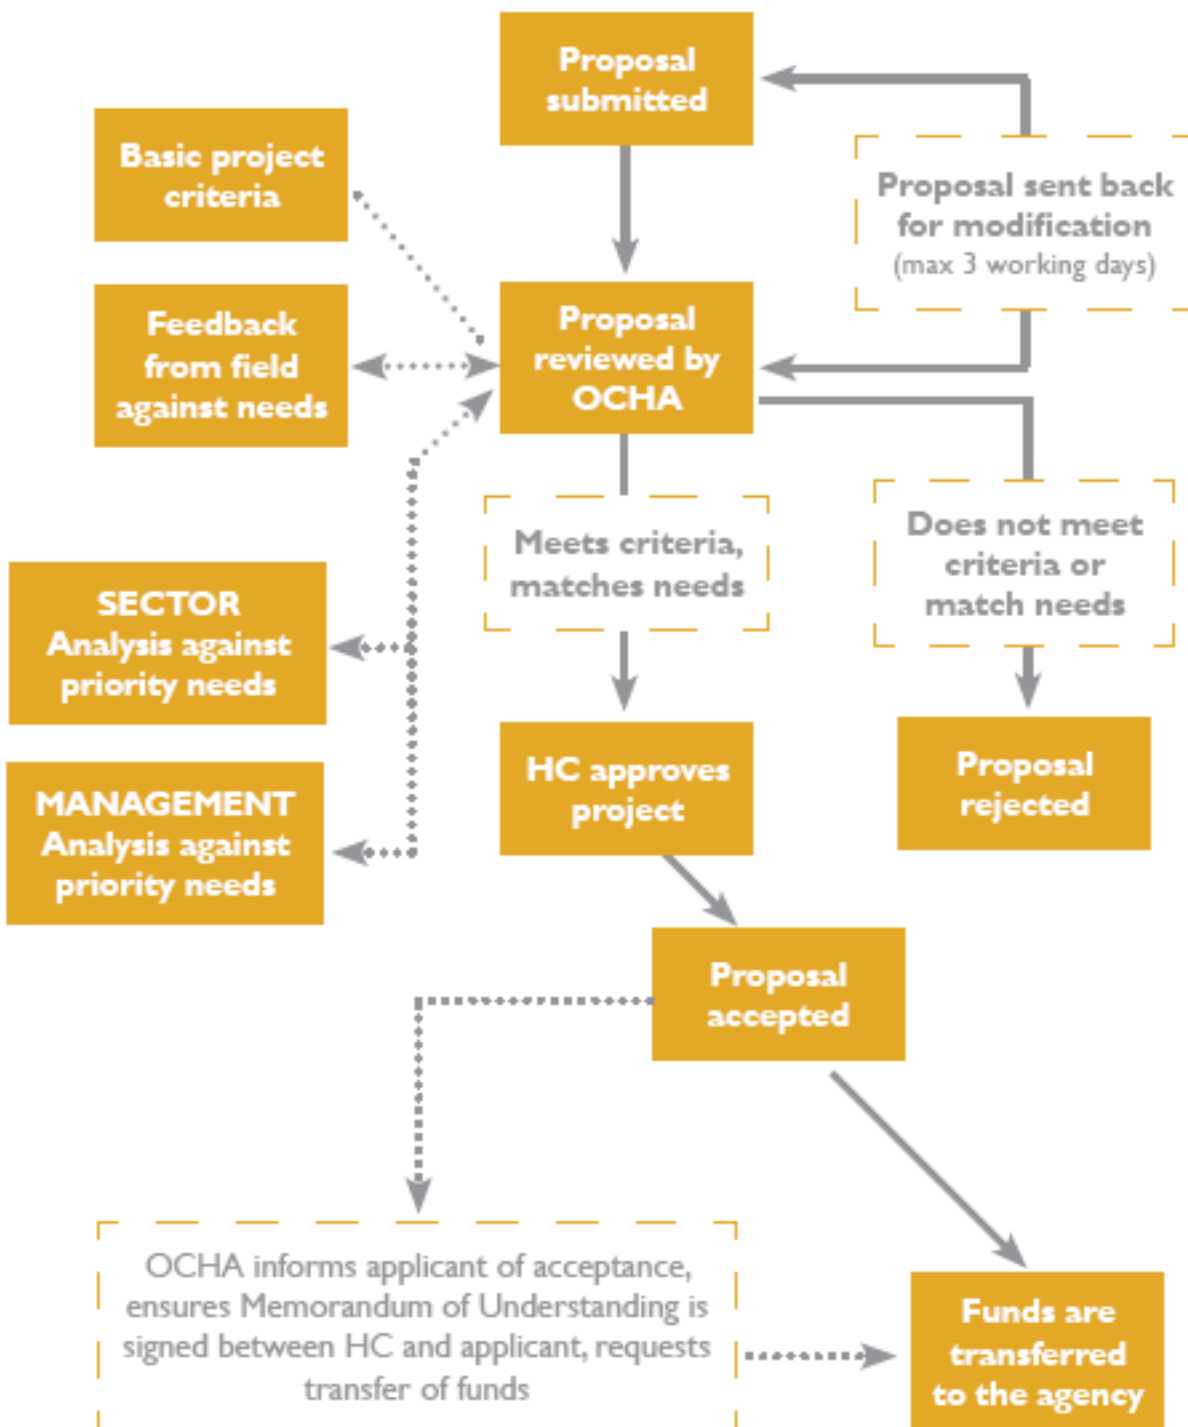 Proposal
submitted
Basic project
criteria
Proposal sent back
for modification
(max 3 working days)
Feedback
from field
against needs
Proposal
reviewed by
OCHA
Meets criteria,
matches needs
Does not meet
criteria or
match needs
SECTOR
Analysis against
priority needs
HC approves
project
Proposal
rejected
MANAGEMENT
Analysis against
priority needs
Proposal
accepted
OCHA informs applicant of acceptance,
ensures Memorandum of Understanding is
signed between HC and applicant, requests
transfer of funds
Funds are
transferred
to the agency